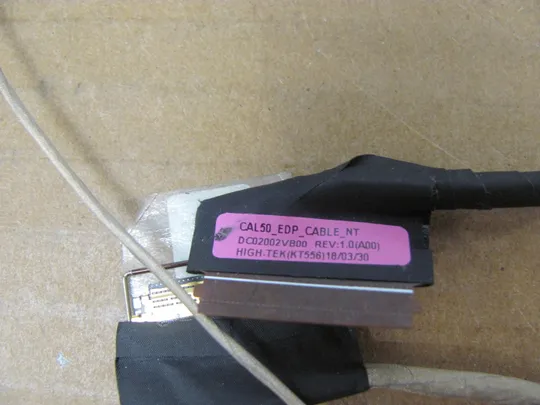 CAL50_EDP_CABLE_NT
DC02002VB00 REV:1.0(A00)
HIGH-TEK(KT556)18/03/30